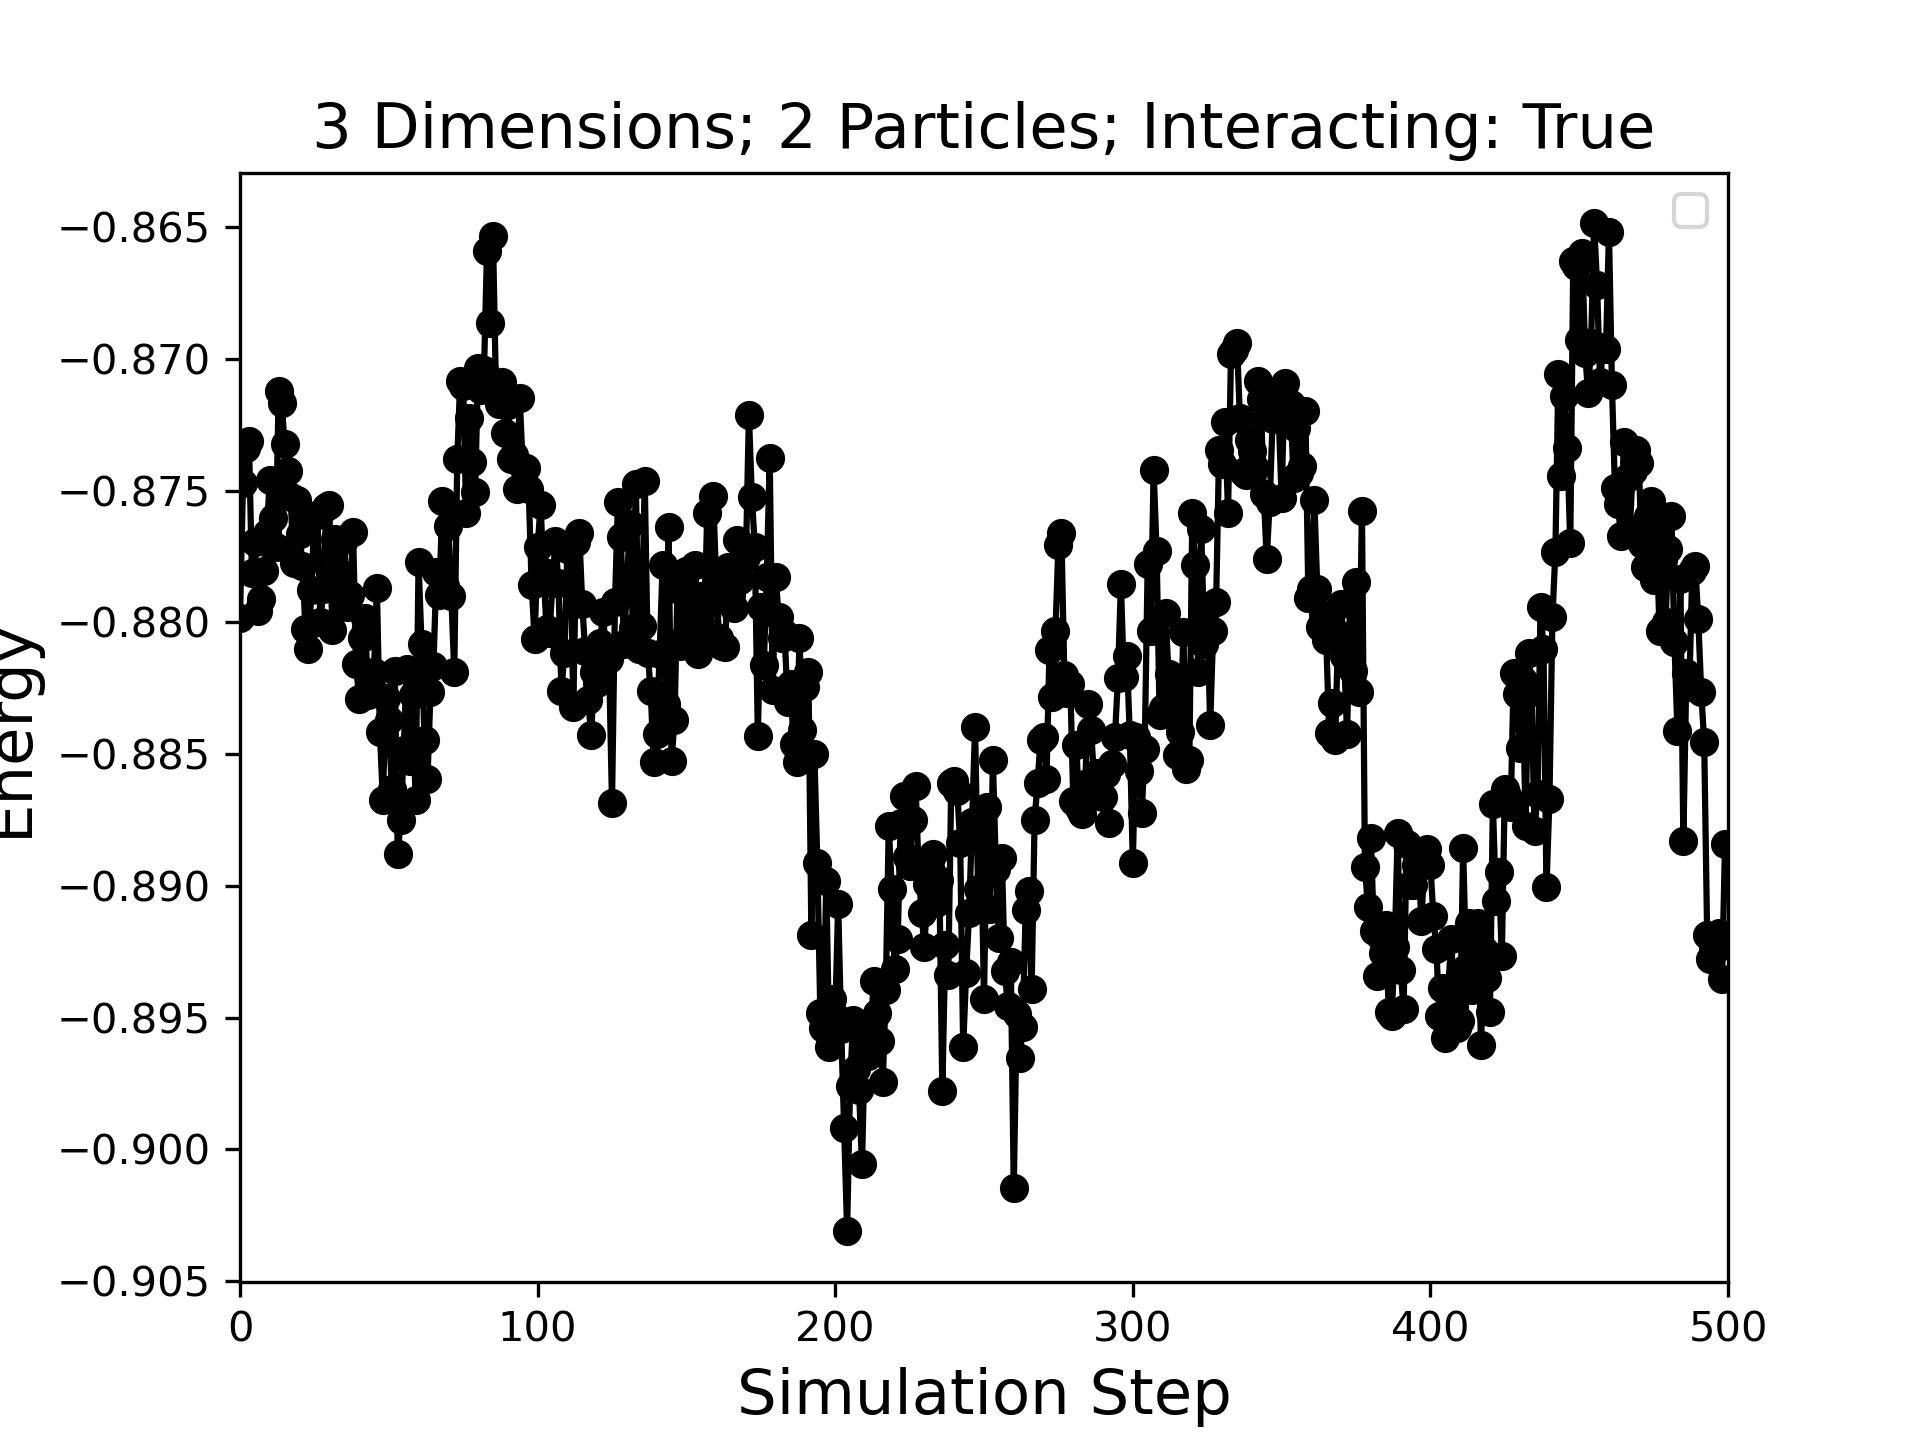 3 Dimensions; 2 Particles; Interacting: True
−0.865
−0.870
−0.875
−0.880
−0.885
−0.890
−0.895
−0.900
−0.905
Energy
0 100 200 300 400 500
Simulation Step